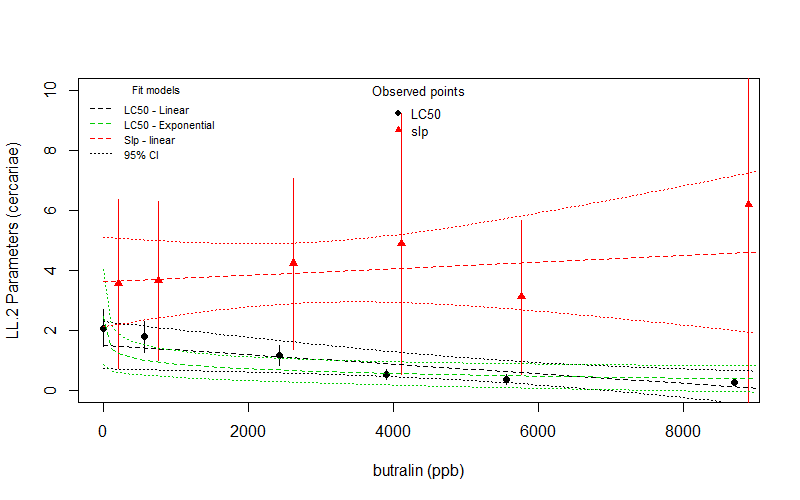 Fit models
LC50 - Linear
LC50 - Exponential
Slp - linear
95% CI
Observed points
LC50
slp
LL.2 Parameters (cercariae)
10
8
6
4
2
0
0
2000
4000
6000
8000
butralin (ppb)